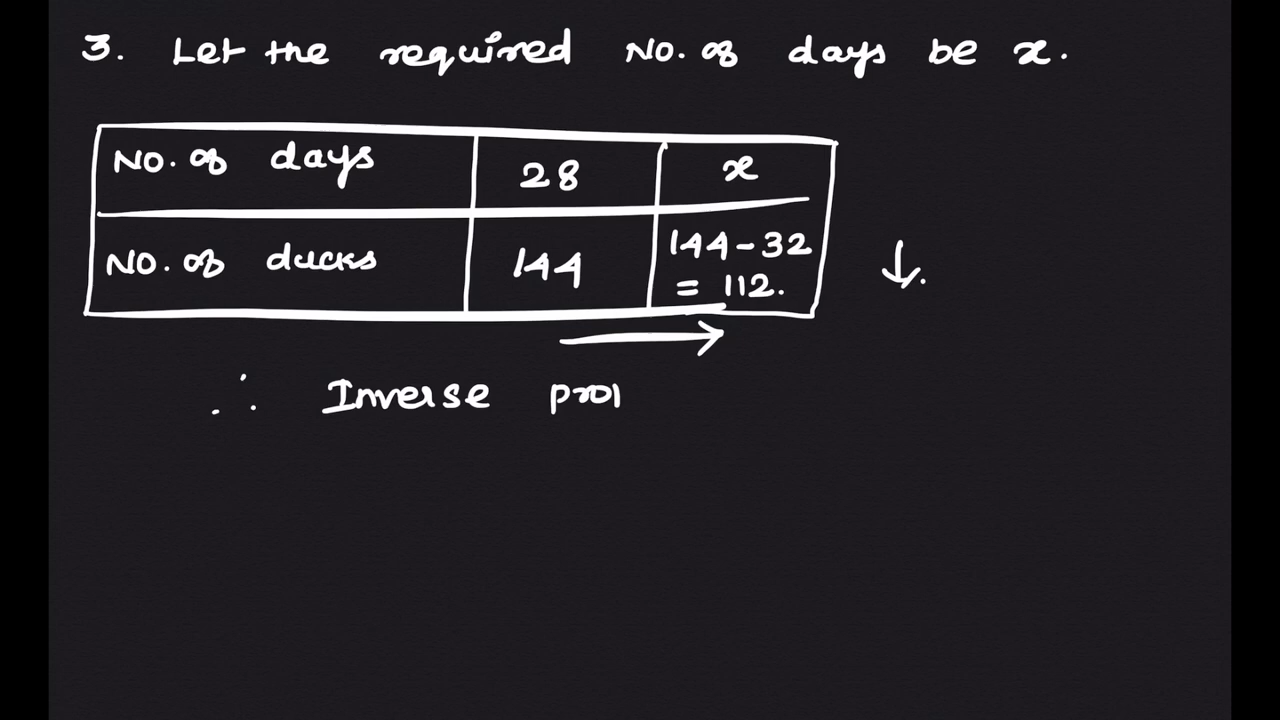 3. Let the required No. of days be x.
No. of days 28 x
No. of ducks 144 144-32
= 112.
∴ Inverse pro